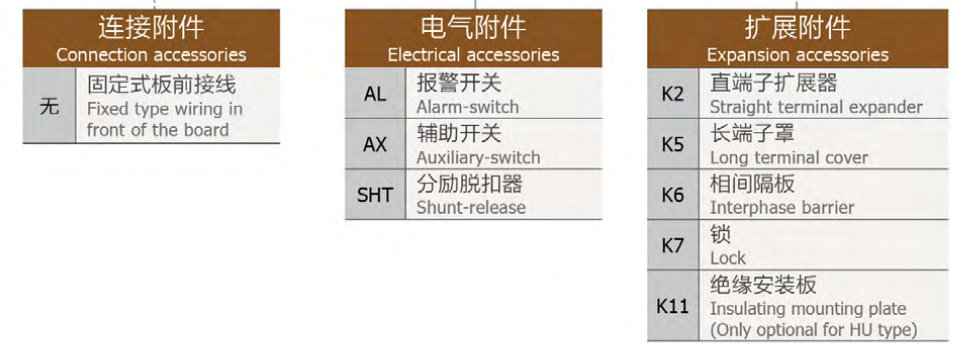 连接附件
Connection accessories
无
固定式板前接线
Fixed type wiring in
front of the board
电气附件
Electrical accessories
AL
报警开关
Alarm-switch
AX
辅助开关
Auxiliary-switch
SHT
分励脱扣器
Shunt-release
扩展附件
Expansion accessories
K2
直端子扩展器
Straight terminal expander
K5
长端子罩
Long terminal cover
K6
相间隔板
Interphase barrier
K7
锁
Lock
K11
绝缘安装板
Insulating mounting plate
(Only optional for HU type)